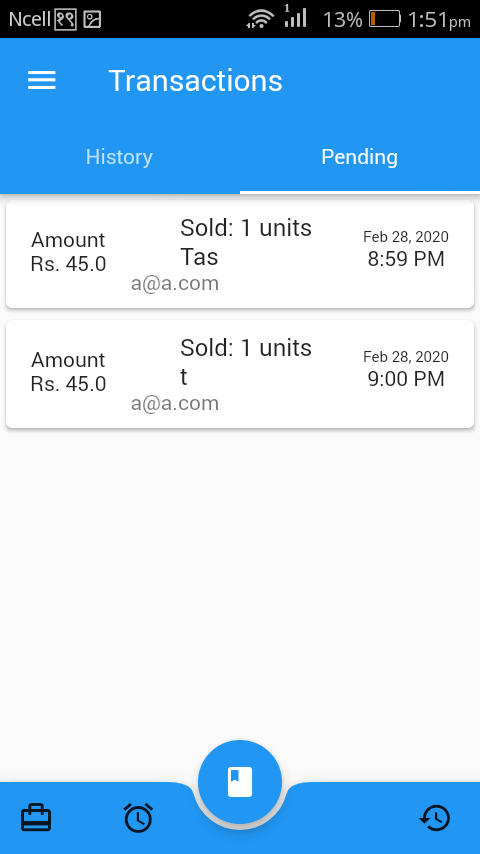 Ncell १९ 1 13% 1:51pm
Transactions
History Pending
Sold: 1 units
Amount Tas Feb 28, 2020
Rs. 45.0 a@a.com 8:59 PM
Sold: 1 units
Amount t Feb 28, 2020
Rs. 45.0 a@a.com 9:00 PM